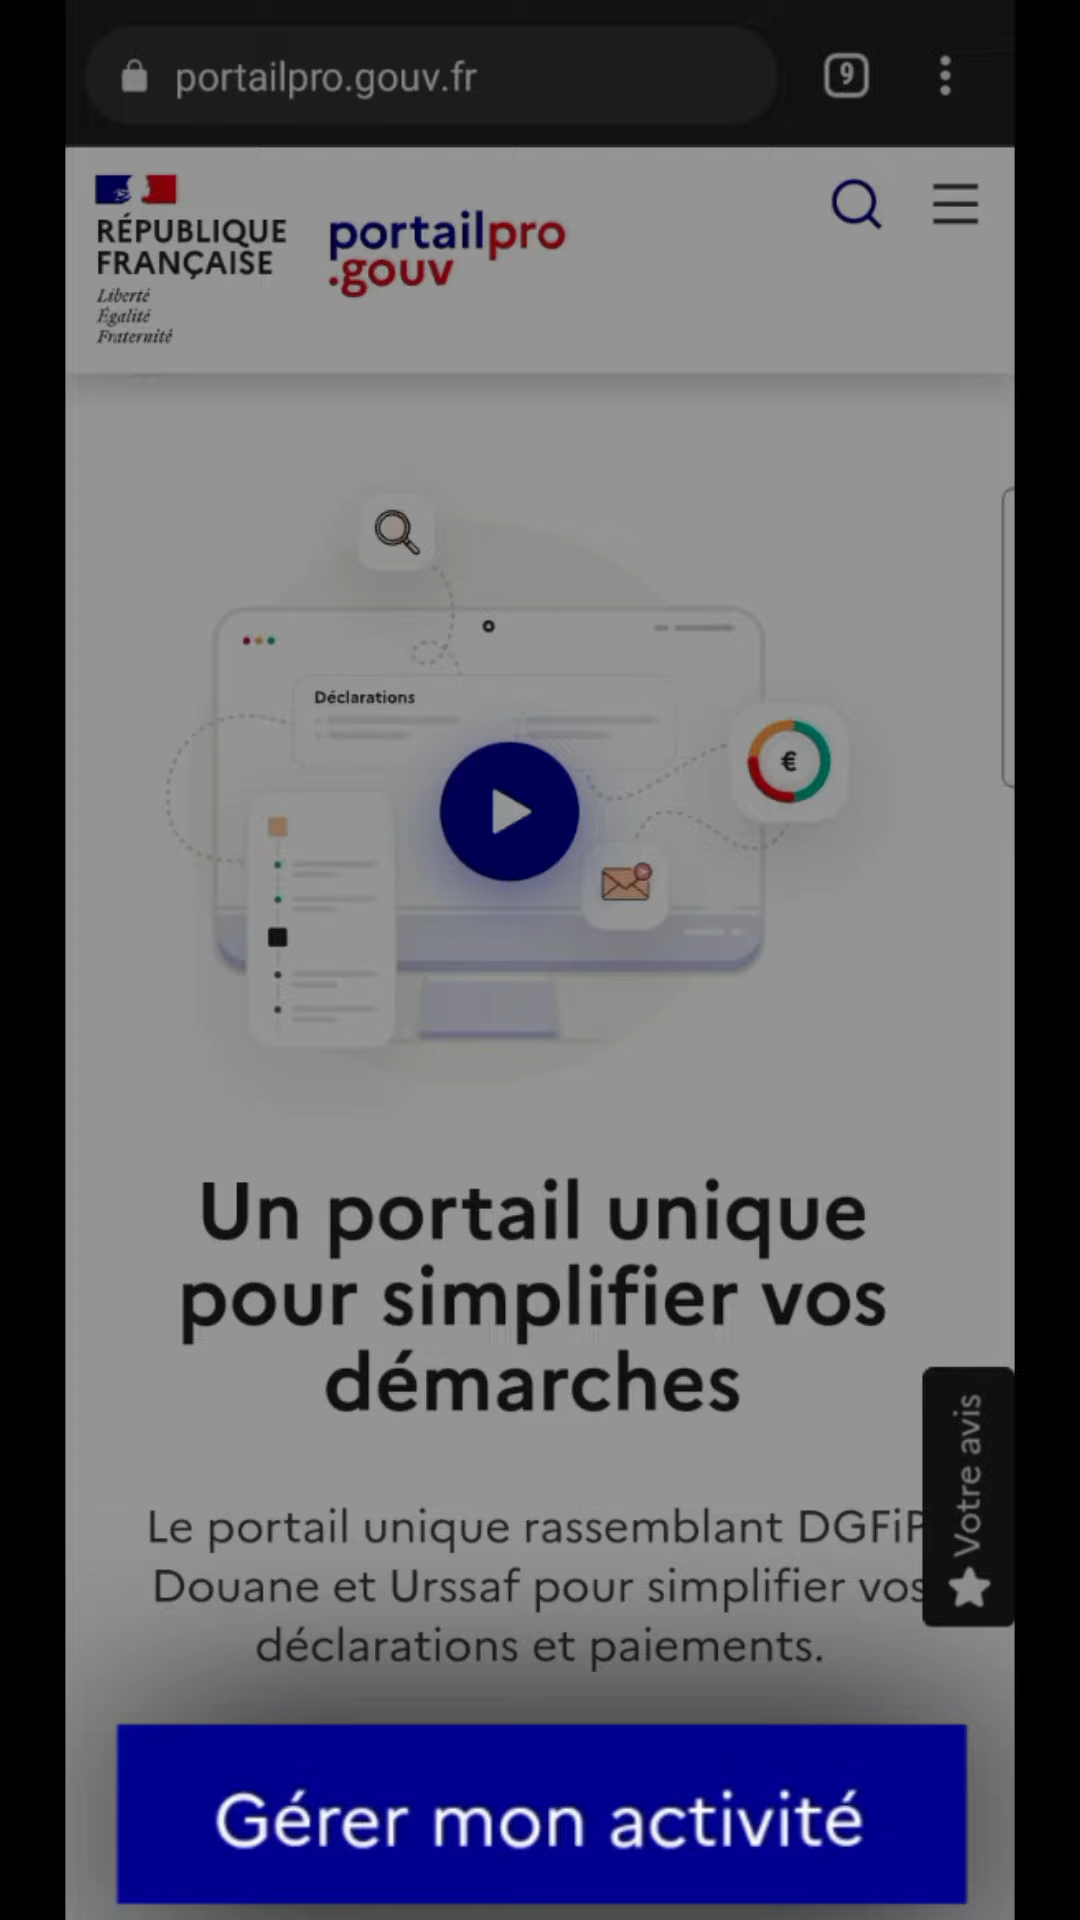 portailpro.gouv.fr
9
RÉPUBLIQUE
FRANÇAISE
Liberté
Égalité
Fraternité
portailpro
.gouv
Déclarations
€
Un portail unique
pour simplifier vos
démarches
Le portail unique rassemblant DGFiP
Douane et Urssaf pour simplifier vos
déclarations et paiements.
Votre avis
Gérer mon activité